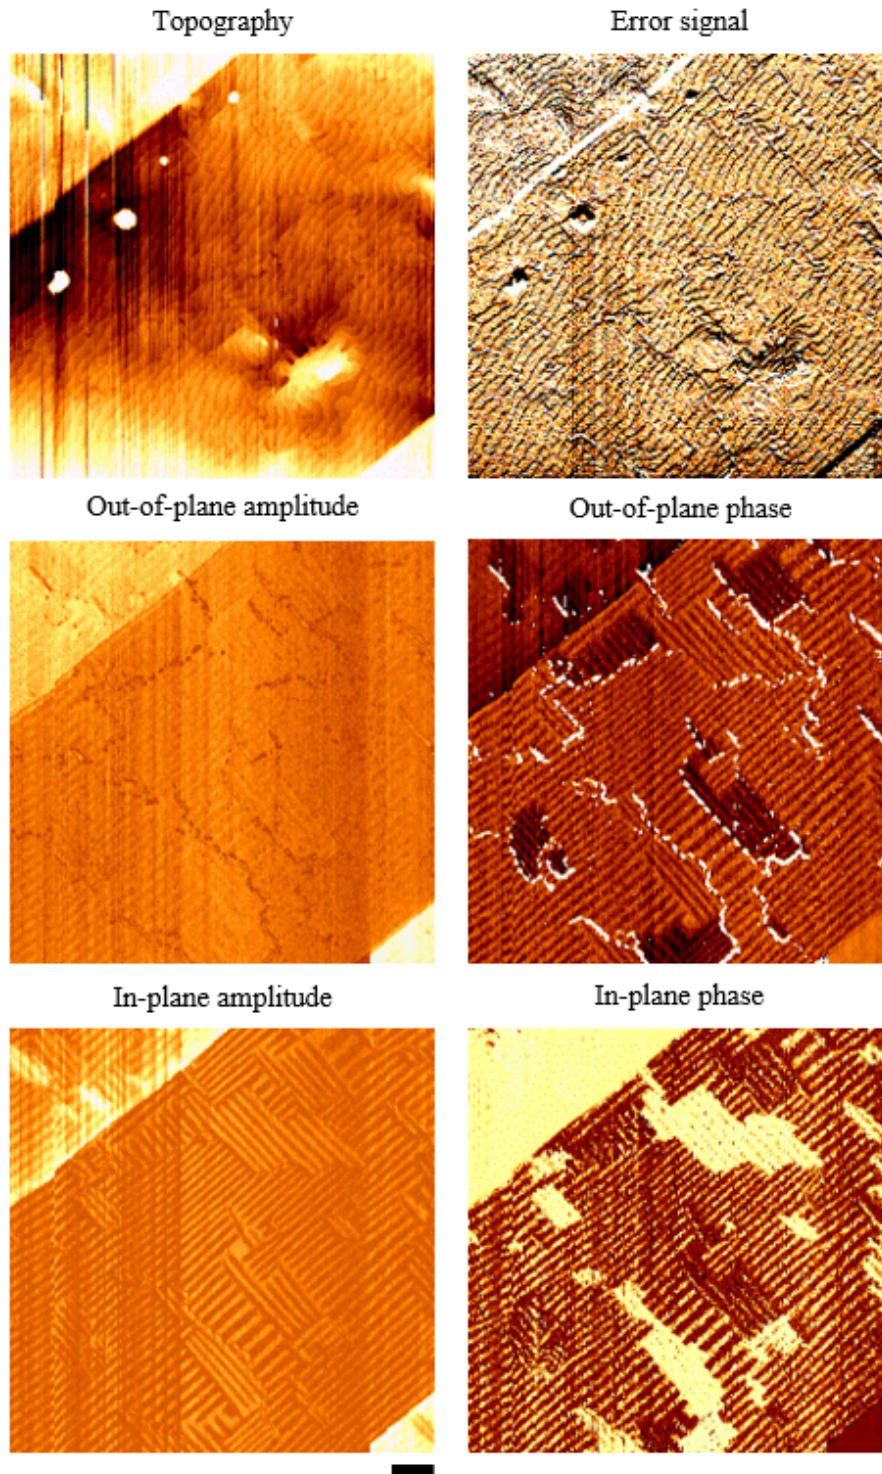 Topography
Error signal
Out-of-plane amplitude
Out-of-plane phase
In-plane amplitude
In-plane phase